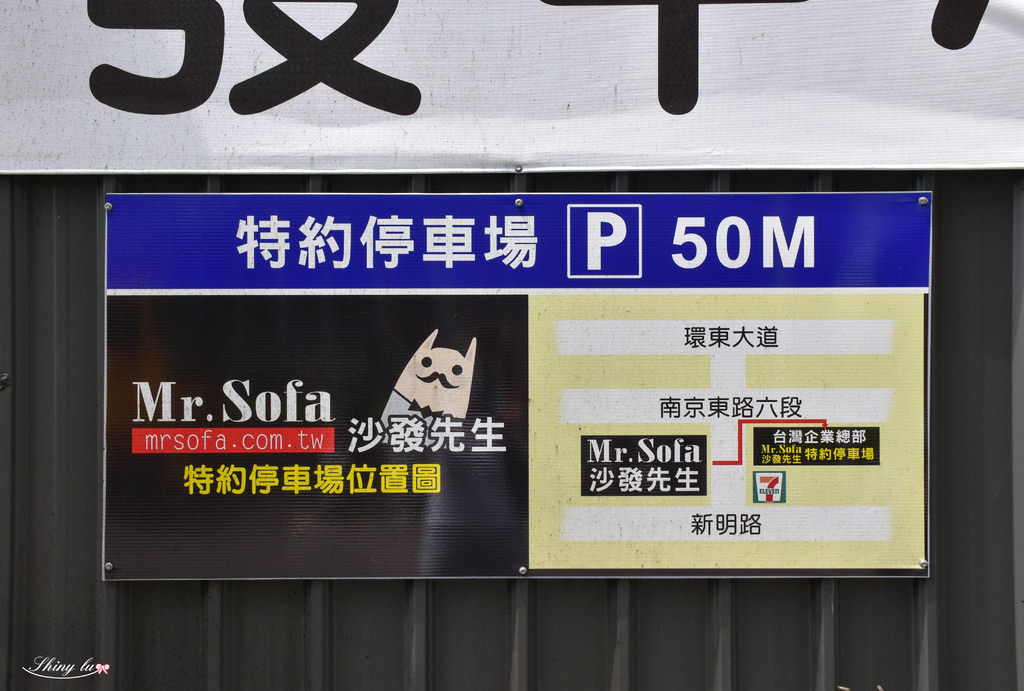 特約停車場 P 50M
Mr. Sofa
mrsofa.com.tw
沙發先生
特約停車場位置圖
環東大道
南京東路六段
Mr. Sofa
沙發先生
台灣企業總部
Mr. Sofa
沙發先生 特約停車場
7 ELEVEn
新明路
Shiny lu